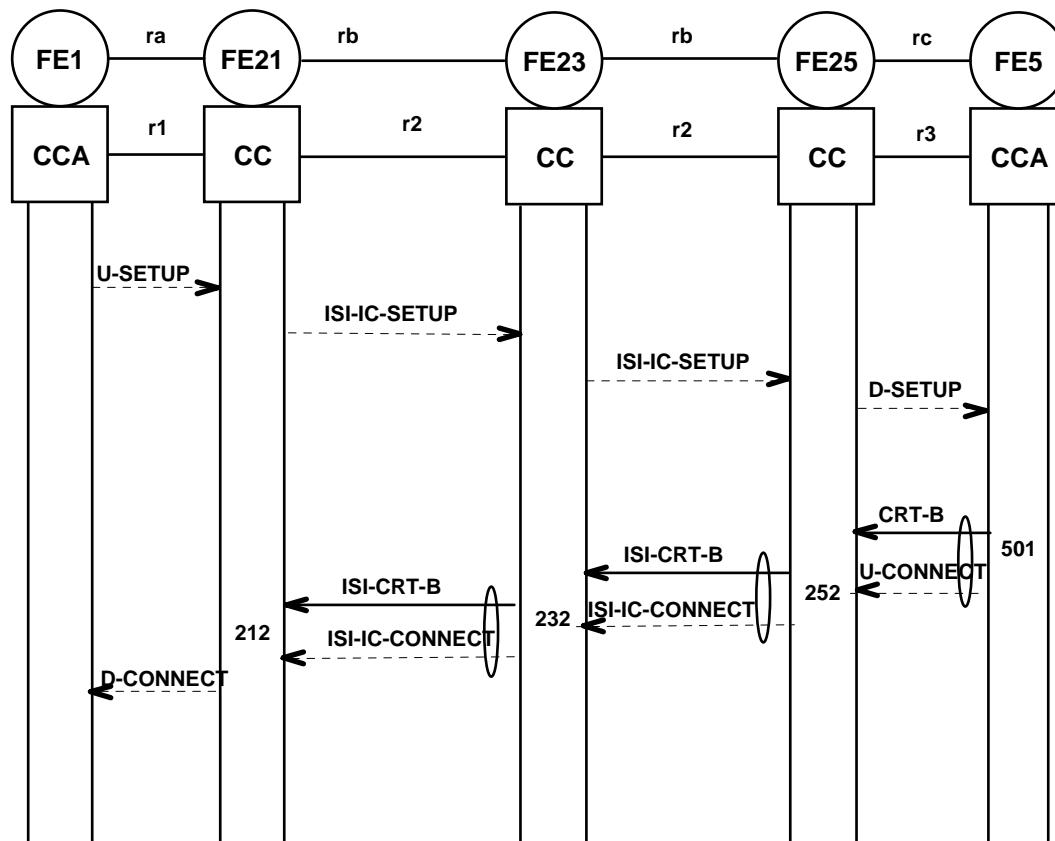 ra rb rb rc
FE1 FE21 FE23 FE25 FE5
r1 r2 r2 r3
CCA CC CC CC CCA
U-SETUP
ISI-IC-SETUP
ISI-IC-SETUP
D-SETUP
CRT-B
501
ISI-CRT-B
U-CONNECT
ISI-CRT-B
252
ISI-IC-CONNECT
232
212
ISI-IC-CONNECT
D-CONNECT